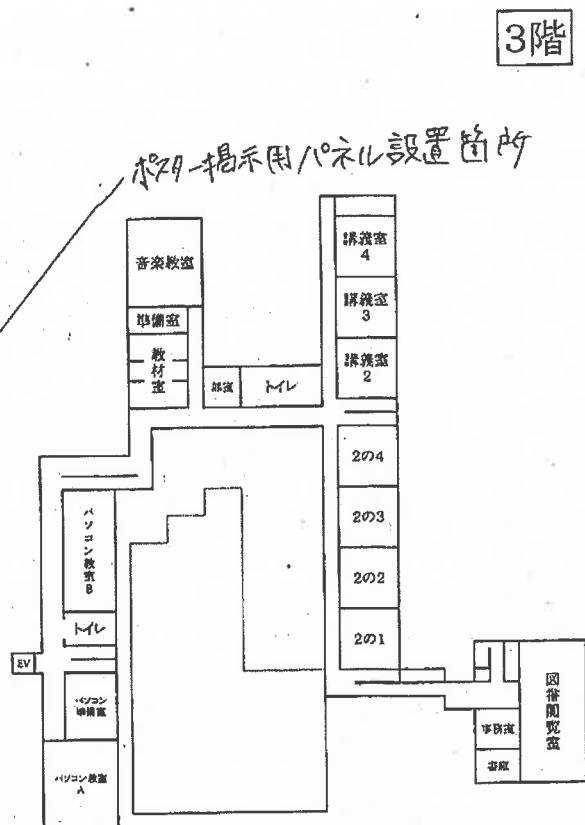 3階
ポスター掲示用パネル設置箇所
音楽教室
準備室
教材室
トイレ
講義室
4
講義室
3
講義室
2
2の4
2の3
2の2
2の1
パソコン教室B
トイレ
EV
パソコン
準備室
パソコン教室
A
図書閲覧室
事務室
書庫